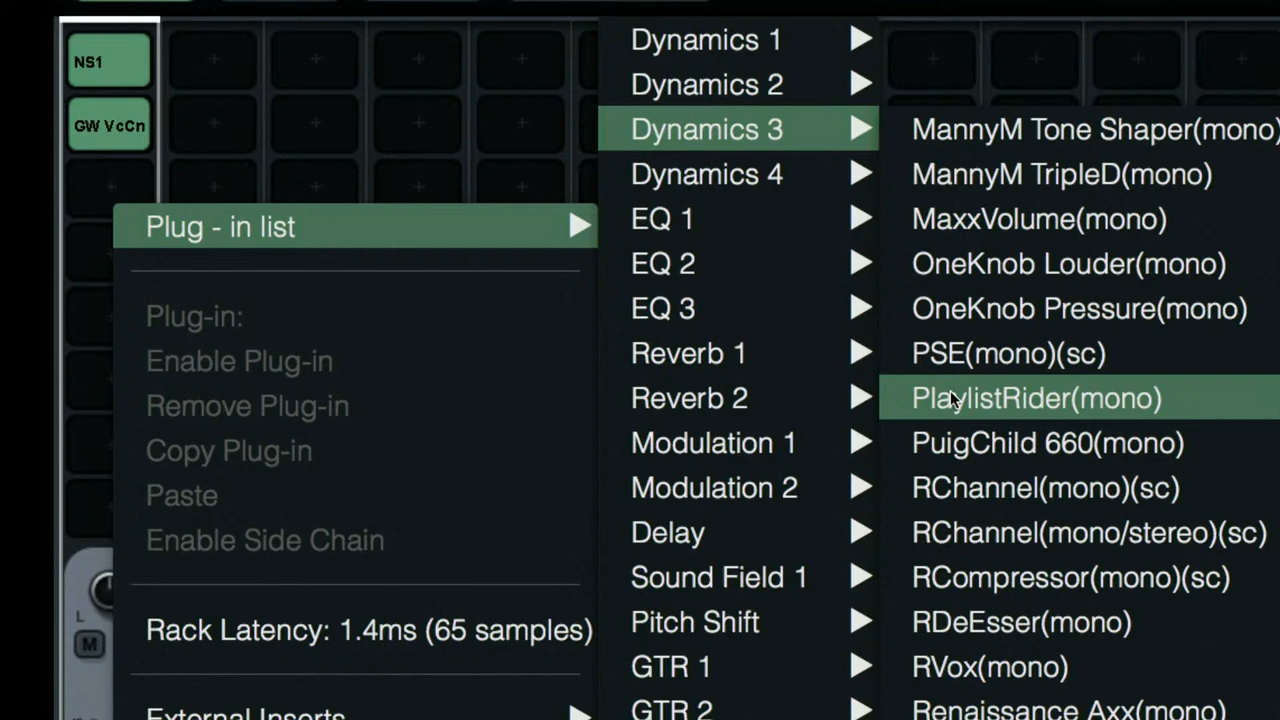 NS1
GW VcCn
Plug - in list
Plug-in:
Enable Plug-in
Remove Plug-in
Copy Plug-in
Paste
Enable Side Chain
Rack Latency: 1.4ms (65 samples)
External Inserts
L
M
Dynamics 1
Dynamics 2
Dynamics 3
Dynamics 4
EQ 1
EQ 2
EQ 3
Reverb 1
Reverb 2
Modulation 1
Modulation 2
Delay
Sound Field 1
Pitch Shift
GTR 1
GTR 2
MannyM Tone Shaper(mono)
MannyM TripleD(mono)
MaxxVolume(mono)
OneKnob Louder(mono)
OneKnob Pressure(mono)
PSE(mono)(sc)
PlaylistRider(mono)
PuigChild 660(mono)
RChannel(mono)(sc)
RChannel(mono/stereo)(sc)
RCompressor(mono)(sc)
RDeEsser(mono)
RVox(mono)
Renaissance Axx(mono)